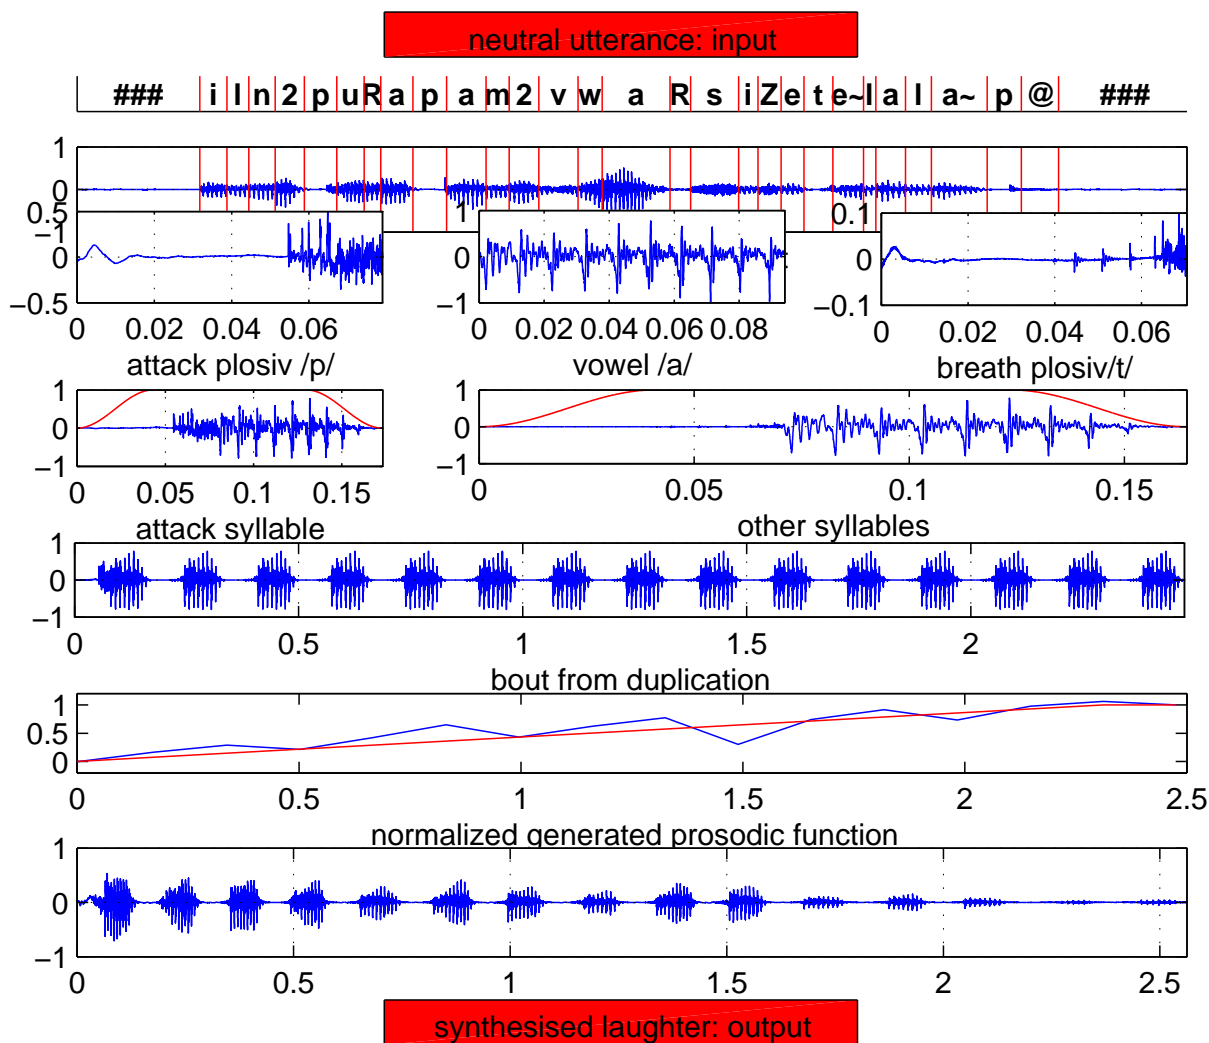 neutral utterance: input
### i l n 2 p u R a p a m 2 v w a R s i Z e t e~ l a l a~ p @ ###
1
0
−1
0.5
0
−0.5
0 0.02 0.04 0.06
attack plosiv /p/
1
0
−1
0 0.02 0.04 0.06 0.08
vowel /a/
0.1
0
−0.1
0 0.02 0.04 0.06
breath plosiv/t/
1
0
−1
0 0.05 0.1 0.15
attack syllable
1
0
−1
0 0.05 0.1 0.15
other syllables
1
0
−1
0 0.5 1 1.5 2
bout from duplication
1
0.5
0
0 0.5 1 1.5 2 2.5
normalized generated prosodic function
1
0
−1
0 0.5 1 1.5 2 2.5
synthesised laughter: output